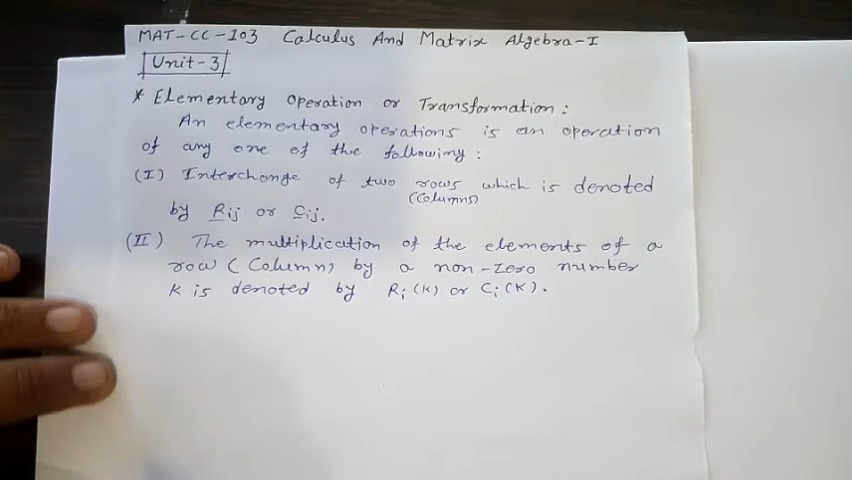 MAT-CC-103 Calculus And Matrix Algebra-I
Unit-3
* Elementary Operation or Transformation :
An elementary operations is an operation
of any one of the following :
(I) Interchange of two rows which is denoted
(Columns)
by Rij or Cij.
(II) The multiplication of the elements of a
row (Column) by a non-zero number
K is denoted by Ri(K) or Ci(K).